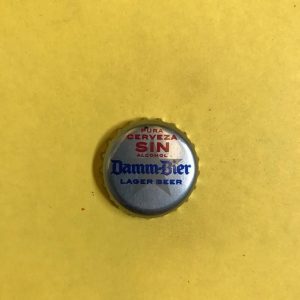 PURA
CERVEZA
SIN
ALCOHOL
Damm-Bier
LAGER BEER